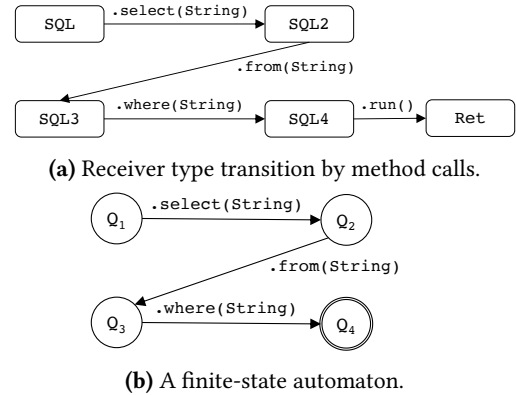 SQL .select(String) SQL2
.from(String)
SQL3 .where(String) SQL4 .run() Ret
(a) Receiver type transition by method calls.
Q1 .select(String) Q2
.from(String)
Q3 .where(String) Q4
(b) A finite-state automaton.